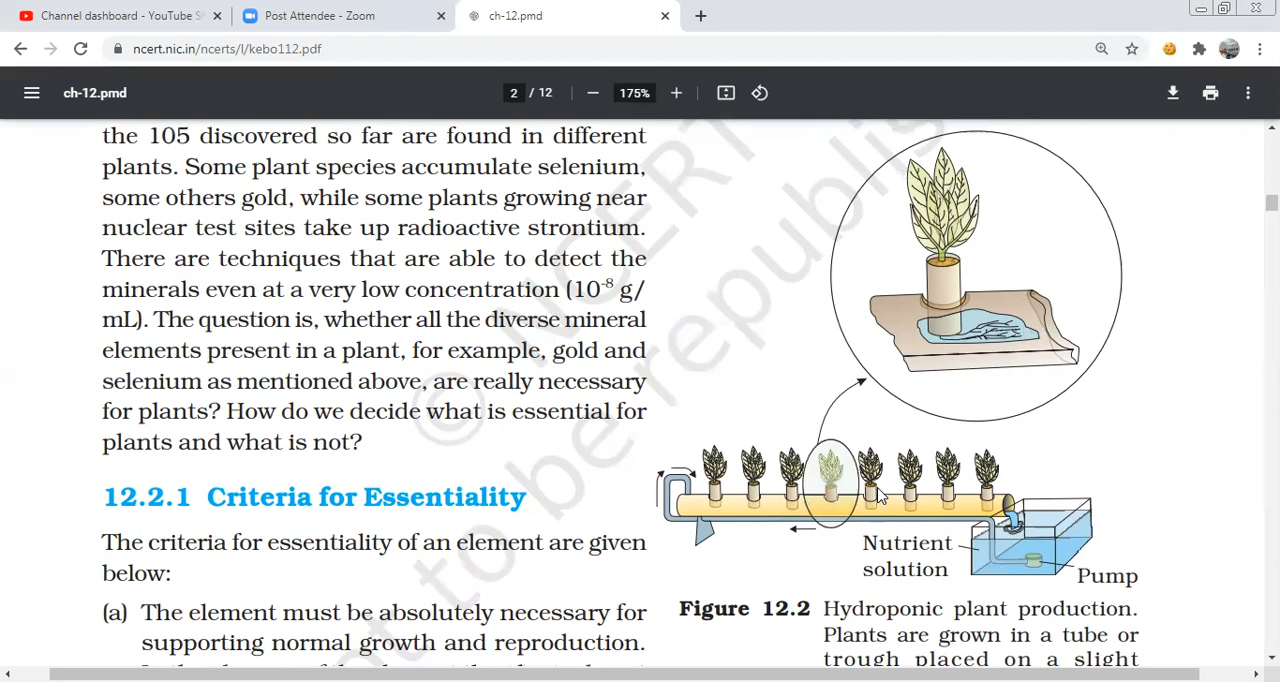 Channel dashboard - YouTube
Post Attendee - Zoom
ch-12.pmd
ncert.nic.in/ncerts/l/kebo112.pdf
ch-12.pmd
2 / 12
175%
the 105 discovered so far are found in different
plants. Some plant species accumulate selenium,
some others gold, while some plants growing near
nuclear test sites take up radioactive strontium.
There are techniques that are able to detect the
minerals even at a very low concentration (10⁻⁸ g/
mL). The question is, whether all the diverse mineral
elements present in a plant, for example, gold and
selenium as mentioned above, are really necessary
for plants? How do we decide what is essential for
plants and what is not?
12.2.1 Criteria for Essentiality
The criteria for essentiality of an element are given
below:
(a) The element must be absolutely necessary for
supporting normal growth and reproduction.
Nutrient
solution
Pump
Figure 12.2 Hydroponic plant production.
Plants are grown in a tube or
trough placed on a slight
© NCERT
not to be republish